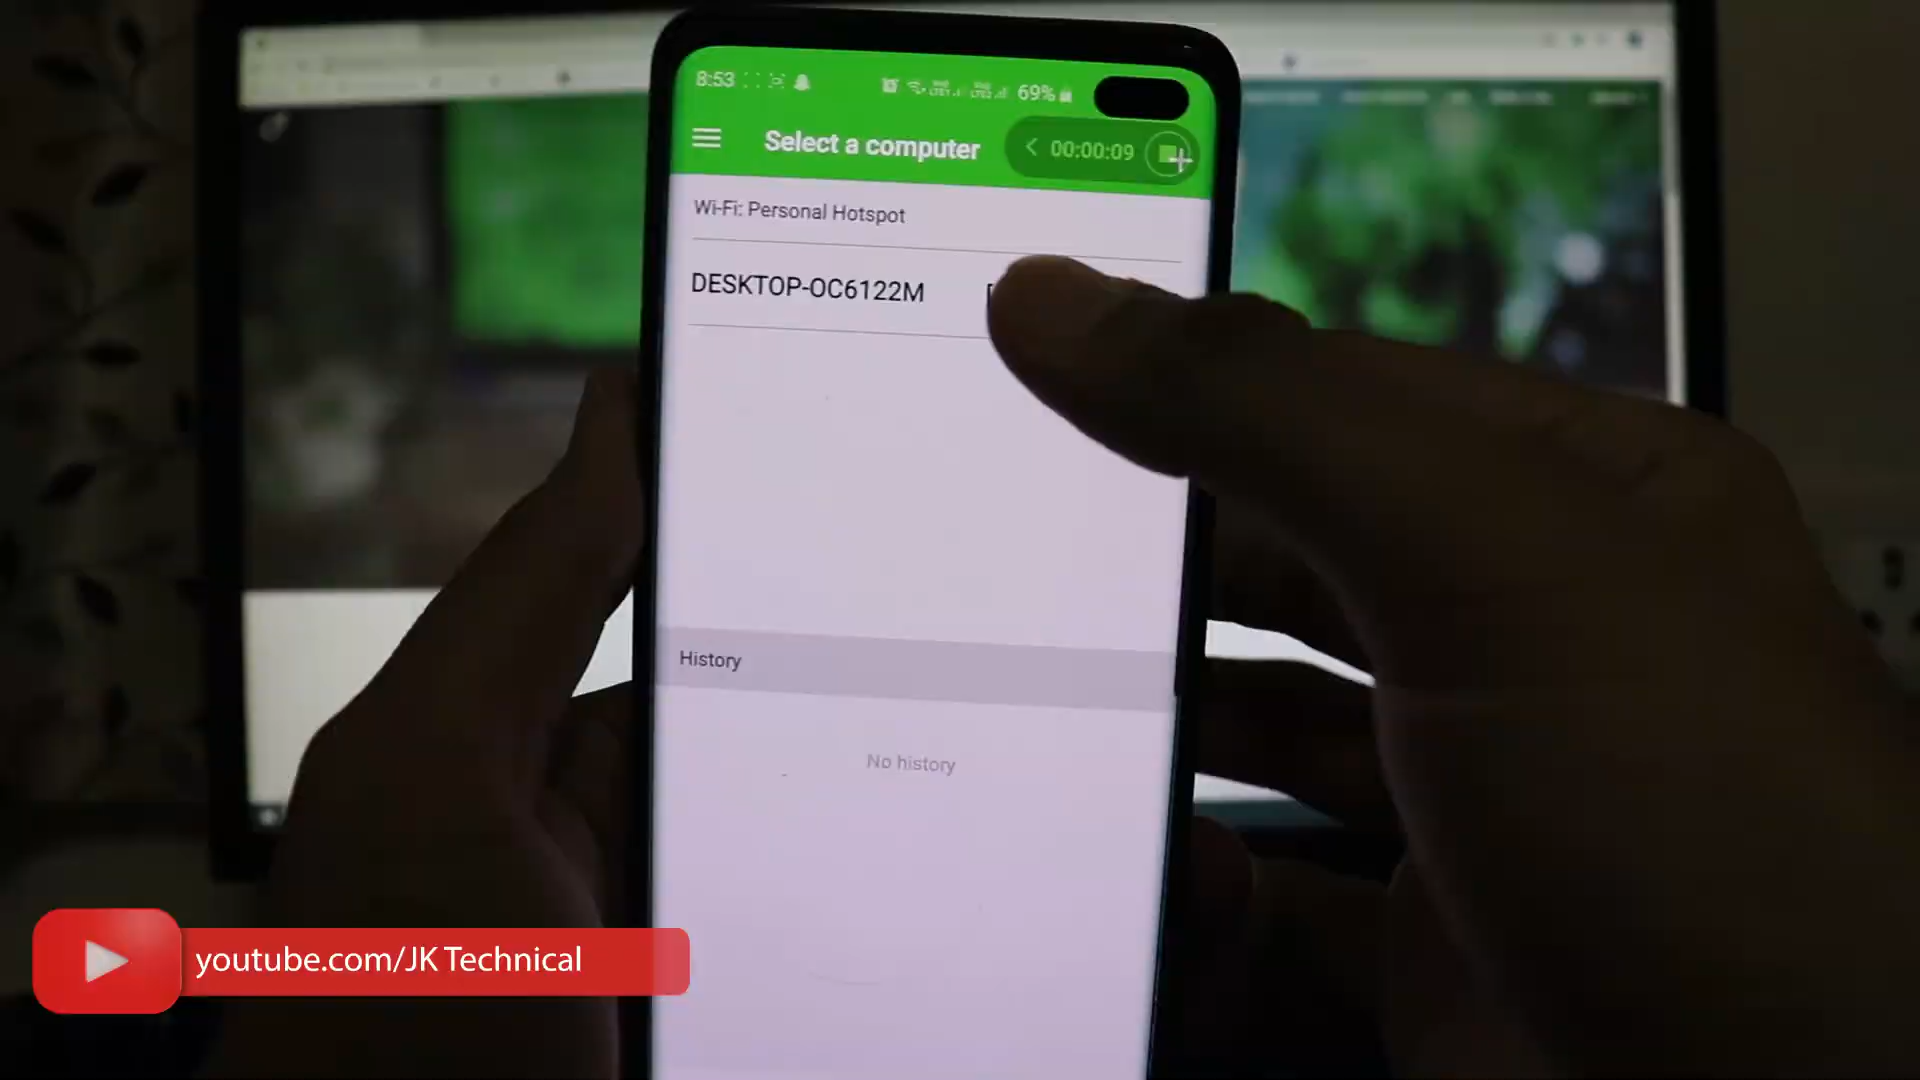 8:53
69%
Select a computer
00:00:09
Wi-Fi: Personal Hotspot
DESKTOP-OC6122M
History
No history
youtube.com/JK Technical